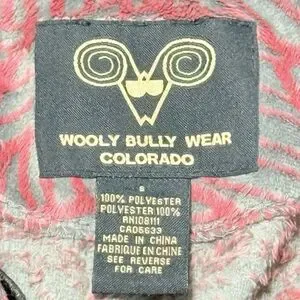 WOOLY BULLY WEAR
COLORADO
S
100% POLYESTER
POLYESTER 100%
RN108111
CA05633
MADE IN CHINA
FABRIQUE EN CHINE
SEE REVERSE
FOR CARE